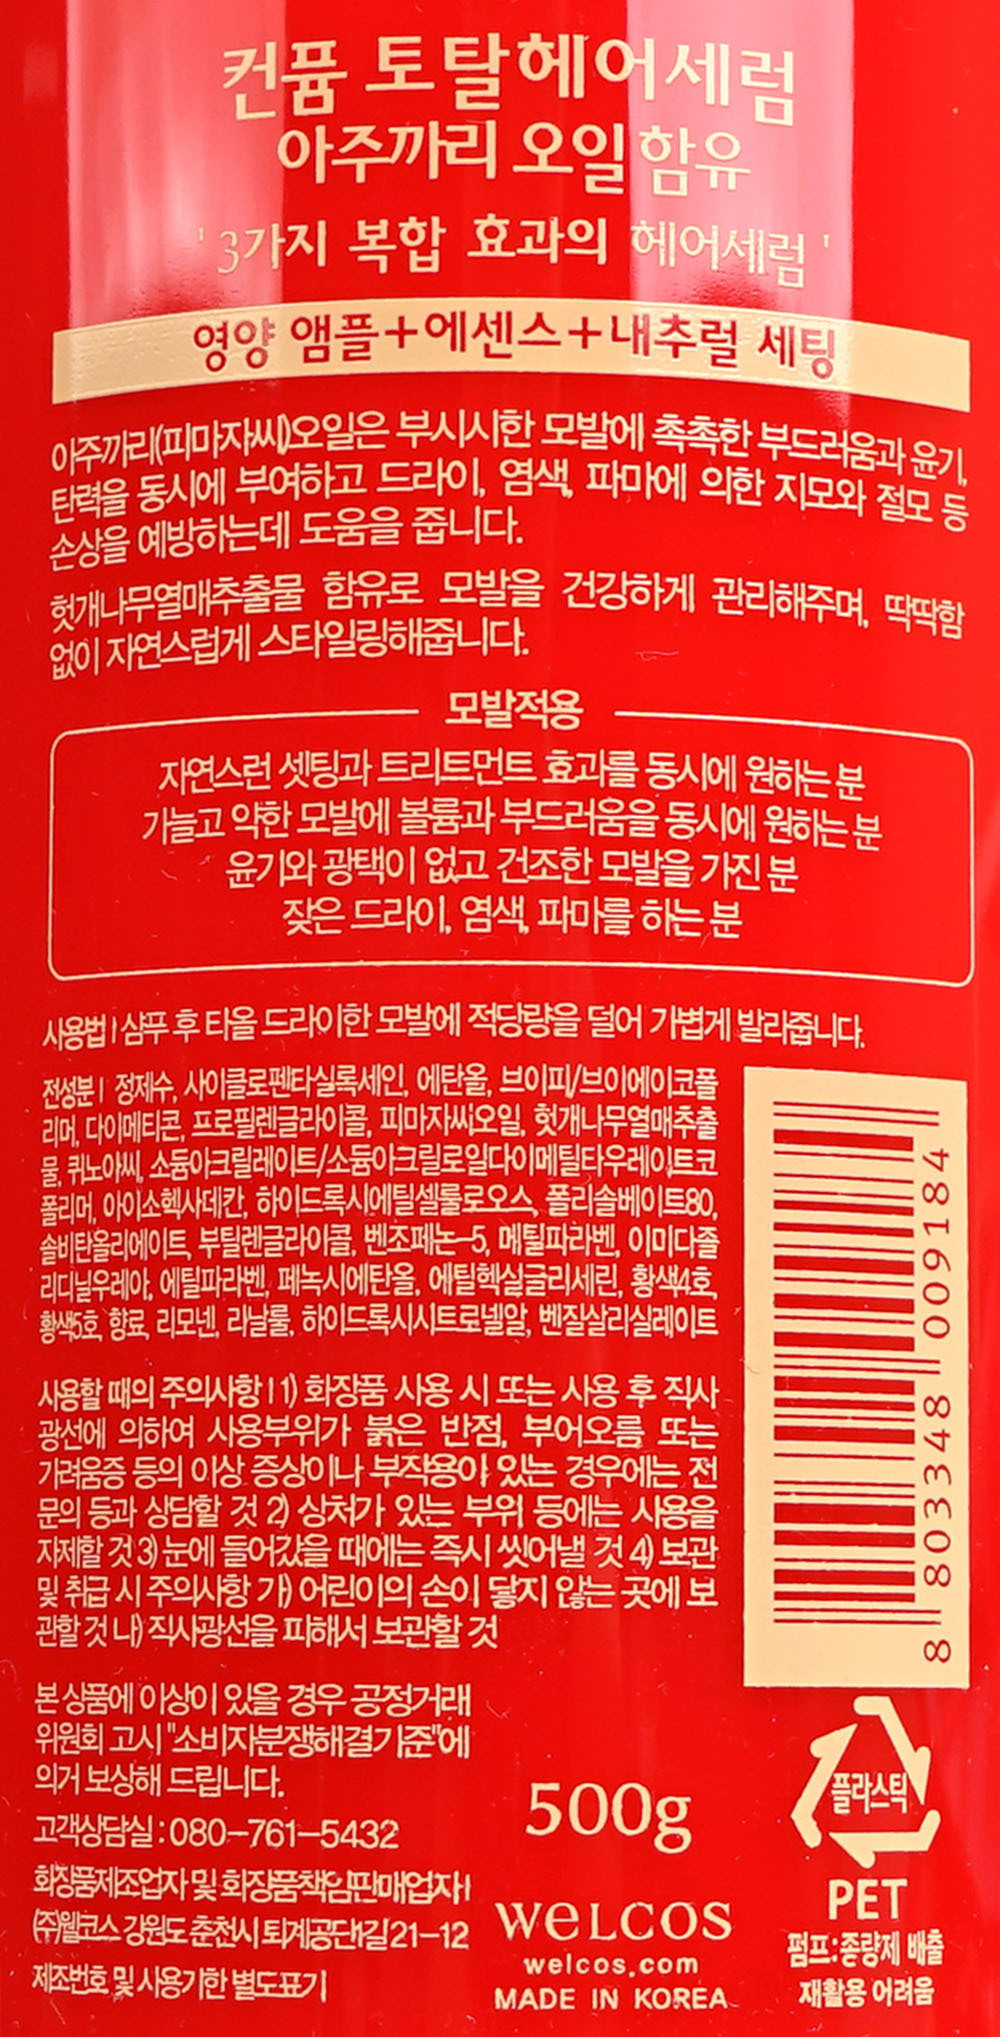 컨퓸 토탈헤어세럼
아주까리 오일함유
' 3가지 복합 효과의 헤어세럼 '
영양 앰플+에센스+내추럴 세팅
아주까리(피마자씨)오일은 부시시한 모발에 촉촉한 부드러움과 윤기,
탄력을 동시에 부여하고 드라이, 염색, 파마에 의한 지모와 절모 등
손상을 예방하는데 도움을 줍니다.
헛개나무열매추출물 함유로 모발을 건강하게 관리해주며, 딱딱함
없이 자연스럽게 스타일링해줍니다.
모발적용
자연스런 셋팅과 트리트먼트 효과를 동시에 원하는 분
가늘고 약한 모발에 볼륨과 부드러움을 동시에 원하는 분
윤기와 광택이 없고 건조한 모발을 가진 분
잦은 드라이, 염색, 파마를 하는 분
사용법 | 샴푸 후 타올 드라이한 모발에 적당량을 덜어 가볍게 발라줍니다.
전성분 | 정제수, 사이클로펜타실록세인, 에탄올, 브이피/브이에이코폴
리머, 다이메티콘, 프로필렌글라이콜, 피마자씨오일, 헛개나무열매추출
물, 퀴노아씨, 소듐아크릴레이트/소듐아크릴로일다이메틸타우레이트코
폴리머, 아이소헥사데칸, 하이드록시에틸셀룰로오스, 폴리솔베이트80,
솔비탄올리에이트, 부틸렌글라이콜, 벤조페논-5, 메틸파라벤, 이미다졸
리디닐우레아, 에틸파라벤, 페녹시에탄올, 에틸헥실글리세린, 황색4호,
황색5호, 향료, 리모넨, 리날룰, 하이드록시시트로넬알, 벤질살리실레이트
사용할 때의 주의사항 | 1) 화장품 사용 시 또는 사용 후 직사
광선에 의하여 사용부위가 붉은 반점, 부어오름 또는
가려움증 등의 이상 증상이나 부작용이 있는 경우에는 전
문의 등과 상담할 것 2) 상처가 있는 부위 등에는 사용을
자제할 것 3) 눈에 들어갔을 때에는 즉시 씻어낼 것 4) 보관
및 취급 시 주의사항 가) 어린이의 손이 닿지 않는 곳에 보
관할 것 나) 직사광선을 피해서 보관할 것
8 803348 009184
본 상품에 이상이 있을 경우 공정거래
위원회 고시 "소비자분쟁해결기준"에
의거 보상해 드립니다.
고객상담실 : 080-761-5432
화장품제조업자 및 화장품책임판매업자 |
(주)웰코스 강원도 춘천시 퇴계공단1길 21-12
제조번호 및 사용기한 별도표기
500g
WeLCOS
welcos.com
MADE IN KOREA
플라스틱
PET
펌프:종량제 배출
재활용 어려움